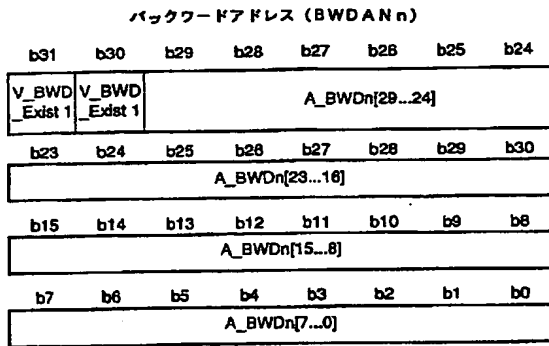 バックワードアドレス（BWDANn）
b31 b30 b29 b28 b27 b28 b25 b24
V_BWD _Exist 1 V_BWD _Exist 1 A_BWDn[29...24]
b23 b24 b25 b26 b27 b28 b29 b30
A_BWDn[23...16]
b15 b14 b13 b12 b11 b10 b9 b8
A_BWDn[15...8]
b7 b6 b5 b4 b3 b2 b1 b0
A_BWDn[7...0]